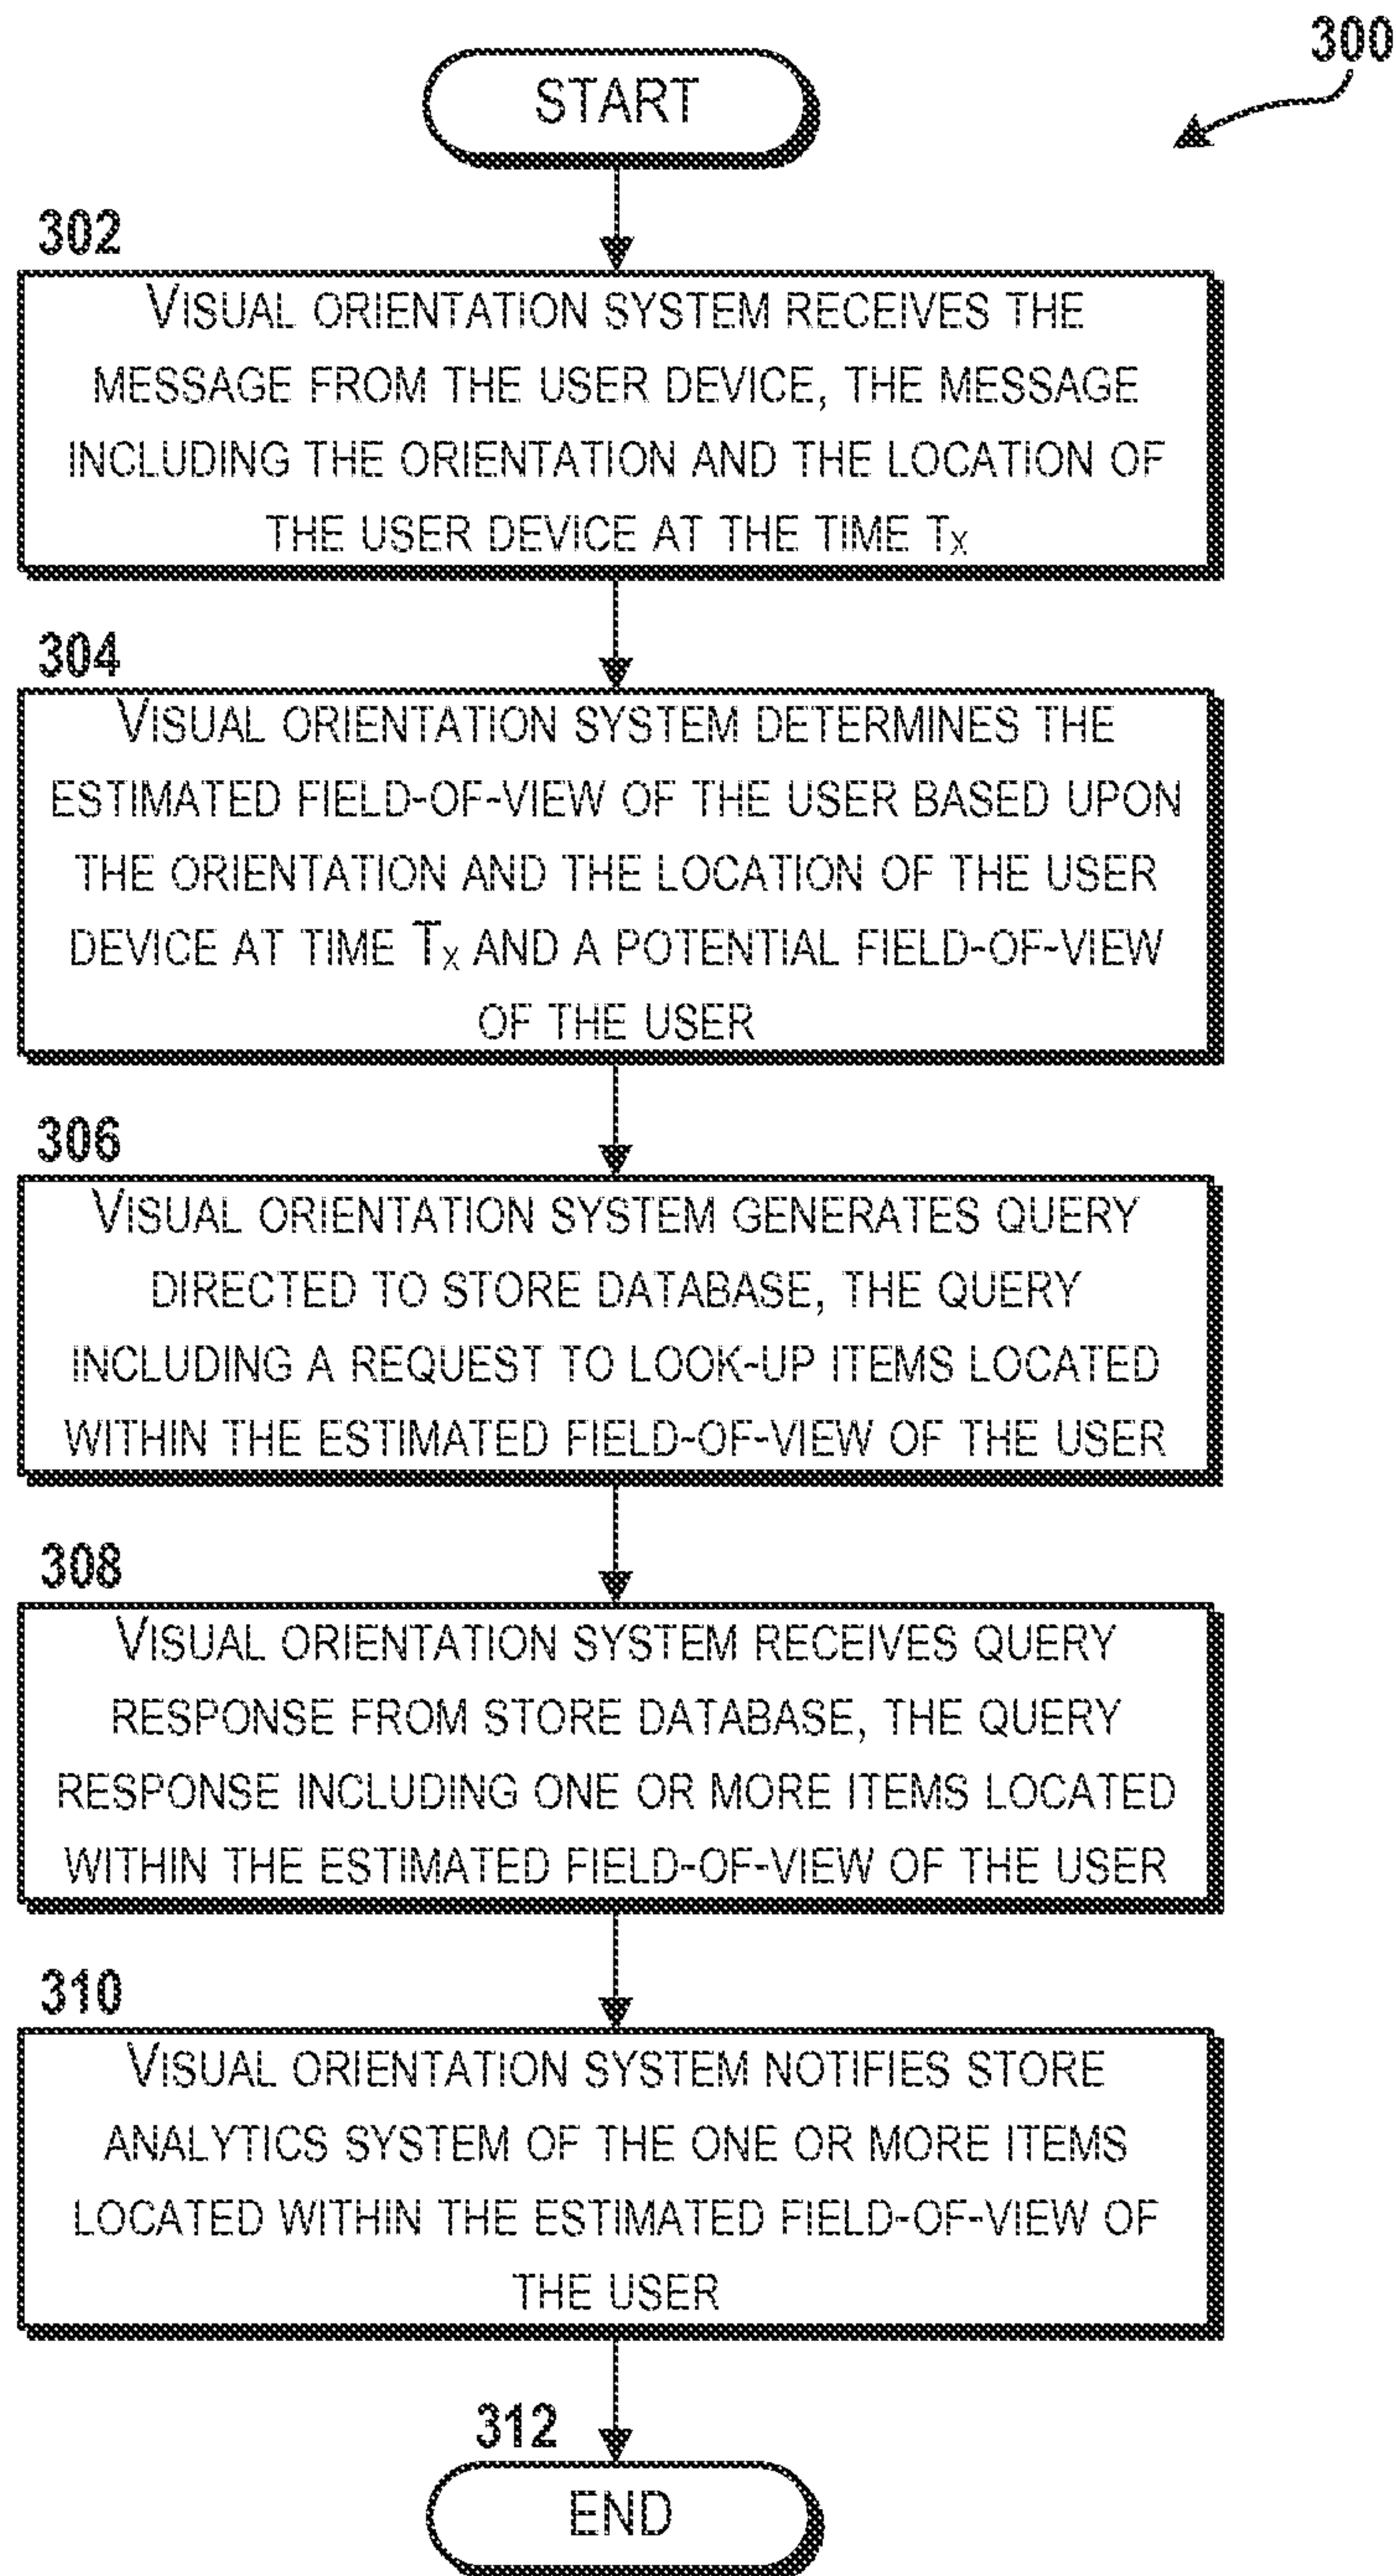 300
START
302
VISUAL ORIENTATION SYSTEM RECEIVES THE
MESSAGE FROM THE USER DEVICE, THE MESSAGE
INCLUDING THE ORIENTATION AND THE LOCATION OF
THE USER DEVICE AT THE TIME TX
304
VISUAL ORIENTATION SYSTEM DETERMINES THE
ESTIMATED FIELD-OF-VIEW OF THE USER BASED UPON
THE ORIENTATION AND THE LOCATION OF THE USER
DEVICE AT TIME TX AND A POTENTIAL FIELD-OF-VIEW
OF THE USER
306
VISUAL ORIENTATION SYSTEM GENERATES QUERY
DIRECTED TO STORE DATABASE, THE QUERY
INCLUDING A REQUEST TO LOOK-UP ITEMS LOCATED
WITHIN THE ESTIMATED FIELD-OF-VIEW OF THE USER
308
VISUAL ORIENTATION SYSTEM RECEIVES QUERY
RESPONSE FROM STORE DATABASE, THE QUERY
RESPONSE INCLUDING ONE OR MORE ITEMS LOCATED
WITHIN THE ESTIMATED FIELD-OF-VIEW OF THE USER
310
VISUAL ORIENTATION SYSTEM NOTIFIES STORE
ANALYTICS SYSTEM OF THE ONE OR MORE ITEMS
LOCATED WITHIN THE ESTIMATED FIELD-OF-VIEW OF
THE USER
312
END